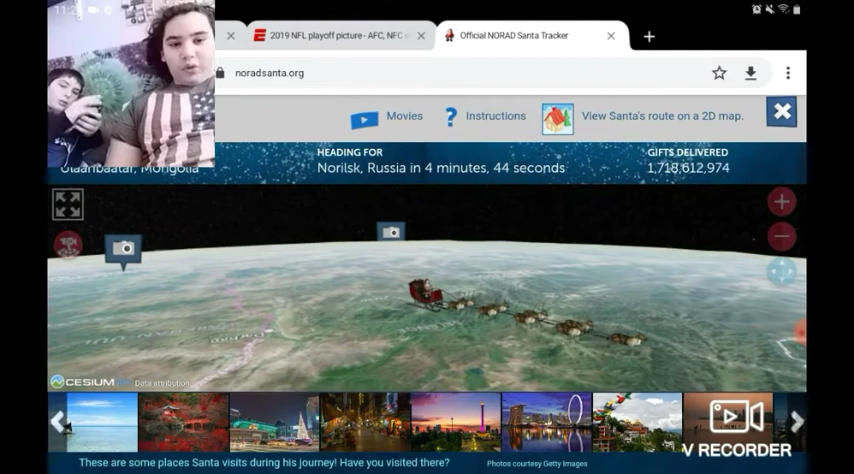 2019 NFL playoff picture - AFC, NFC
Official NORAD Santa Tracker
noradsanta.org
Movies
Instructions
View Santa's route on a 2D map.
HEADING FOR
GIFTS DELIVERED
Ulaanbaatar, Mongolia
Norilsk, Russia in 4 minutes, 44 seconds
1,718,612,974
CESIUM
Data attribution
V RECORDER
These are some places Santa visits during his journey! Have you visited there?
Photos courtesy Getty Images